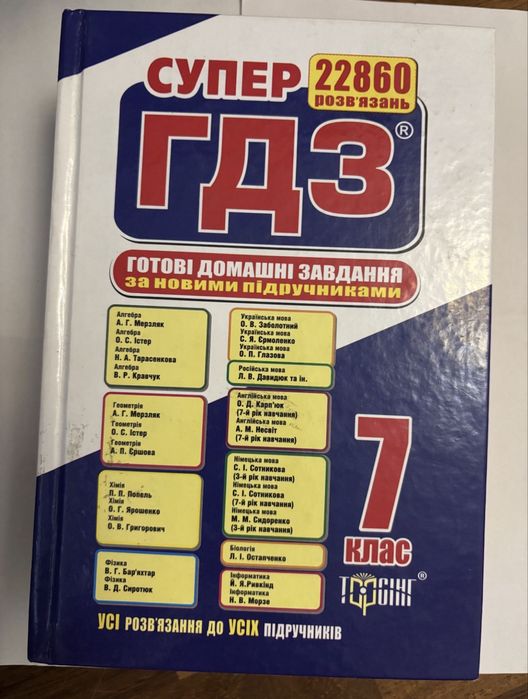 СУПЕР
22860
розв'язань
ГДЗ®
ГОТОВІ ДОМАШНІ ЗАВДАННЯ
за новими підручниками
Алгебра
А. Г. Мерзляк
Алгебра
О. С. Істер
Алгебра
Н. А. Тарасенкова
Алгебра
В. Р. Кравчук
Геометрія
А. Г. Мерзляк
Геометрія
О. С. Істер
Геометрія
А. П. Єршова
Хімія
П. П. Попель
Хімія
О. Г. Ярошенко
Хімія
О. В. Григорович
Фізика
В. Г. Бар'яхтар
Фізика
В. Д. Сиротюк
Українська мова
О. В. Заболотний
Українська мова
С. Я. Єрмоленко
Українська мова
О. П. Глазова
Російська мова
Л. В. Давидюк та ін.
Англійська мова
О. Д. Карп'юк
(7-й рік навчання)
Англійська мова
А. М. Несвіт
(7-й рік навчання)
Німецька мова
С. І. Сотникова
(3-й рік навчання)
Німецька мова
С. І. Сотникова
(7-й рік навчання)
Німецька мова
М. М. Сидоренко
(3-й рік навчання)
Біологія
Л. І. Остапченко
Інформатика
Й. Я.Ривкінд
Інформатика
Н. В. Морзе
7
клас
ТОРСІНГ®
УСІ РОЗВ'ЯЗАННЯ ДО УСІХ ПІДРУЧНИКІВ